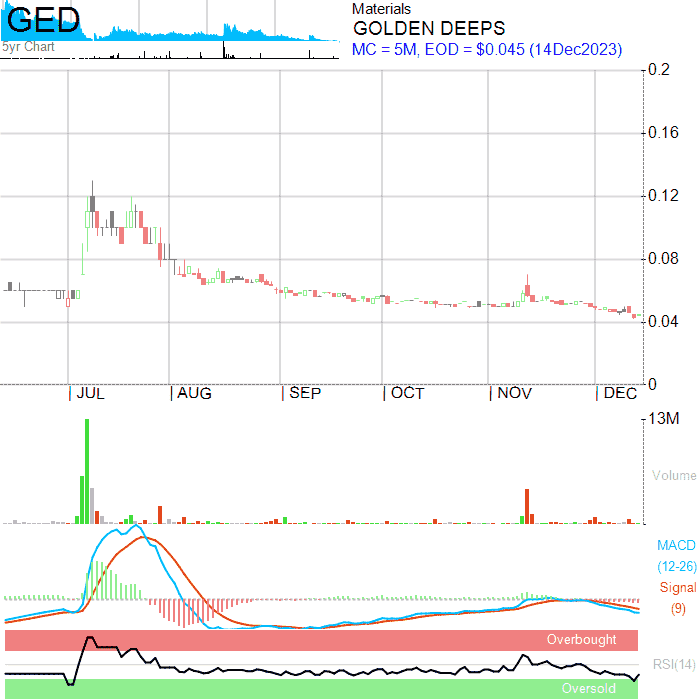 GED
5yr Chart
Materials
GOLDEN DEEPS
MC = 5M, EOD = $0.045 (14Dec2023)
0.2
0.16
0.12
0.08
0.04
0
JUL AUG SEP OCT NOV DEC
13M
Volume
MACD
(12-26)
Signal
(9)
Overbought
RSI(14)
Oversold